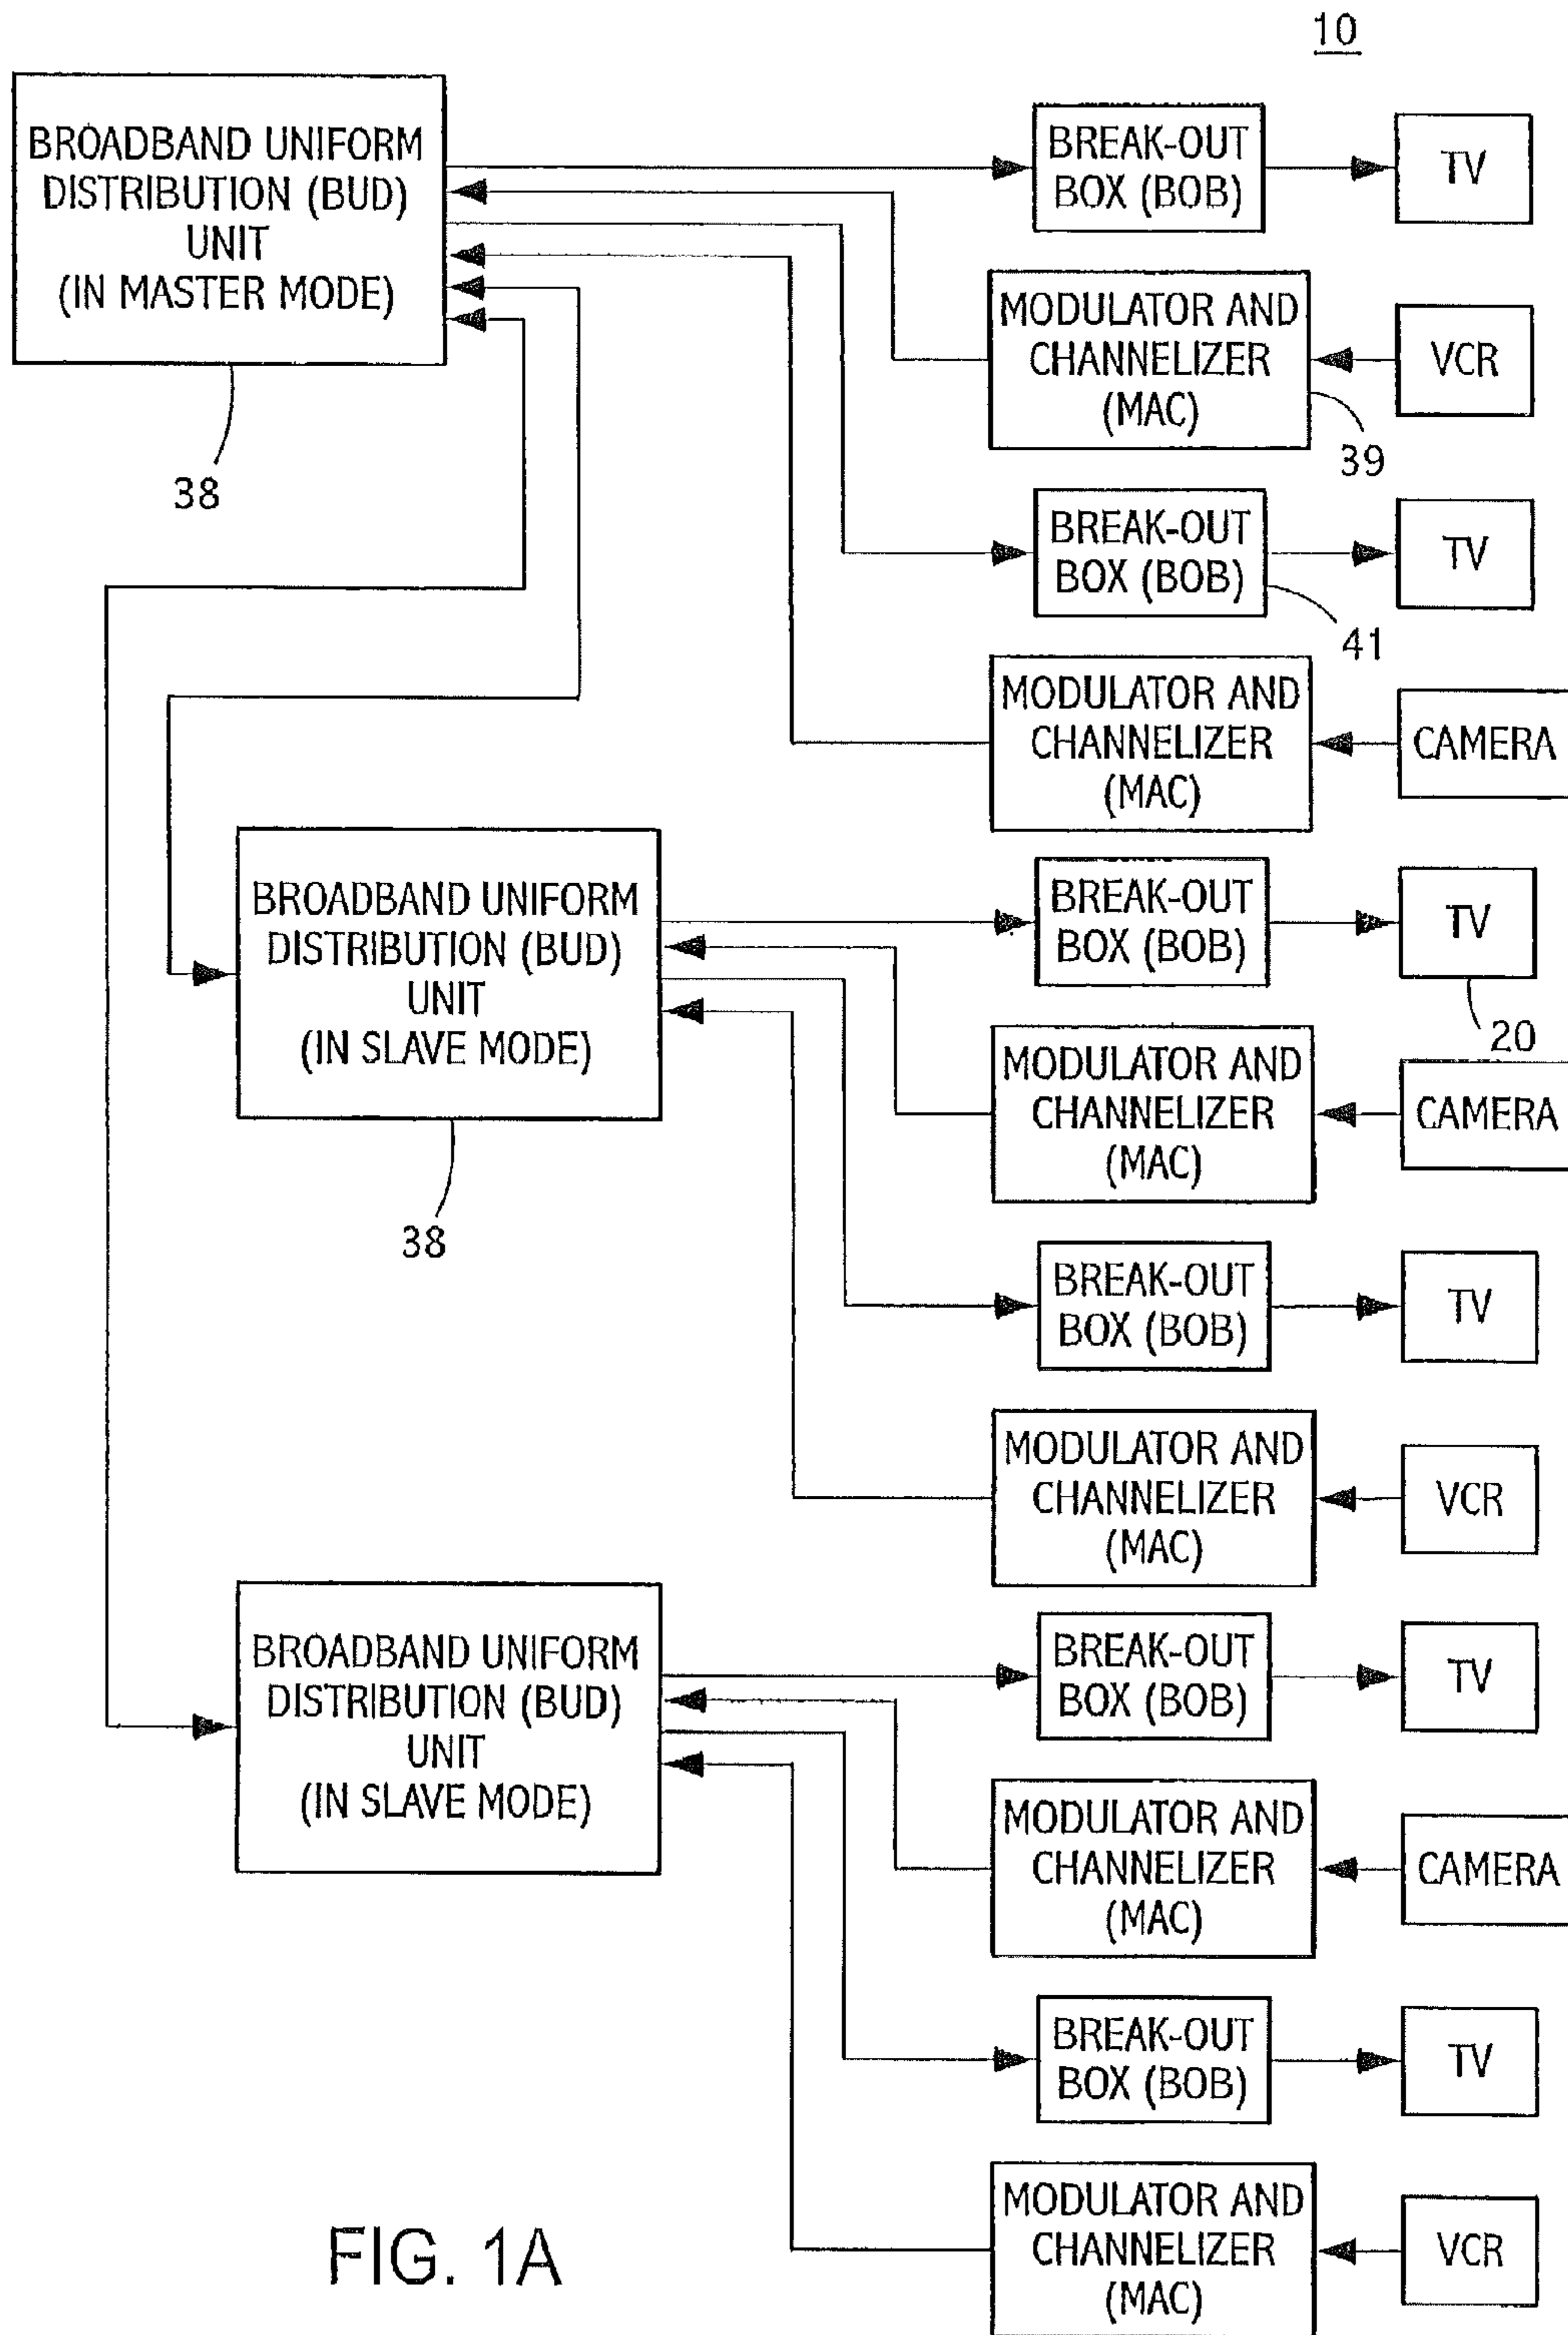 10
BROADBAND UNIFORM
DISTRIBUTION (BUD)
UNIT
(IN MASTER MODE)
38
BREAK-OUT
BOX (BOB)
TV
MODULATOR AND
CHANNELIZER
(MAC)
39
VCR
BREAK-OUT
BOX (BOB)
41
TV
MODULATOR AND
CHANNELIZER
(MAC)
CAMERA
BROADBAND UNIFORM
DISTRIBUTION (BUD)
UNIT
(IN SLAVE MODE)
38
BREAK-OUT
BOX (BOB)
TV
20
MODULATOR AND
CHANNELIZER
(MAC)
CAMERA
BREAK-OUT
BOX (BOB)
TV
MODULATOR AND
CHANNELIZER
(MAC)
VCR
BROADBAND UNIFORM
DISTRIBUTION (BUD)
UNIT
(IN SLAVE MODE)
BREAK-OUT
BOX (BOB)
TV
MODULATOR AND
CHANNELIZER
(MAC)
CAMERA
BREAK-OUT
BOX (BOB)
TV
MODULATOR AND
CHANNELIZER
(MAC)
VCR
FIG. 1A